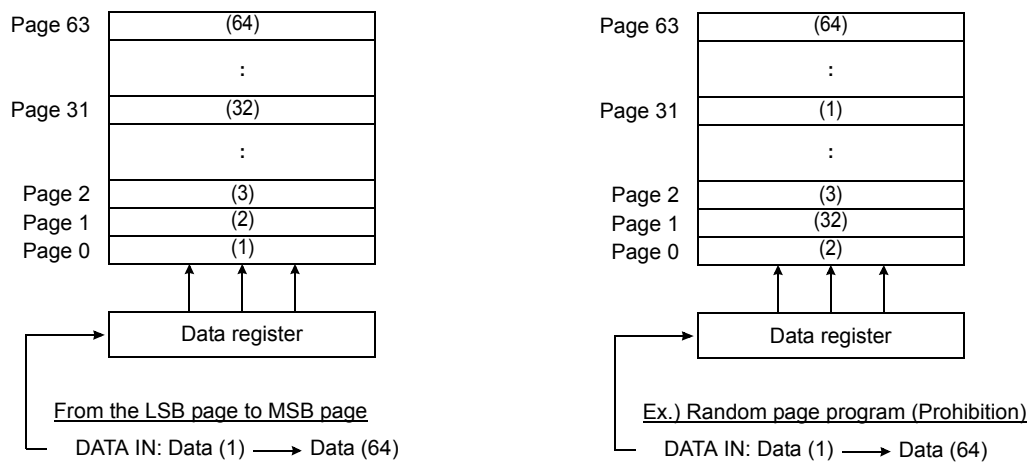 Page 63 (64)
:
Page 31 (32)
:
Page 2 (3)
Page 1 (2)
Page 0 (1)
Data register
From the LSB page to MSB page
DATA IN: Data (1) Data (64)
Page 63 (64)
:
Page 31 (1)
:
Page 2 (3)
Page 1 (32)
Page 0 (2)
Data register
Ex.) Random page program (Prohibition)
DATA IN: Data (1) Data (64)